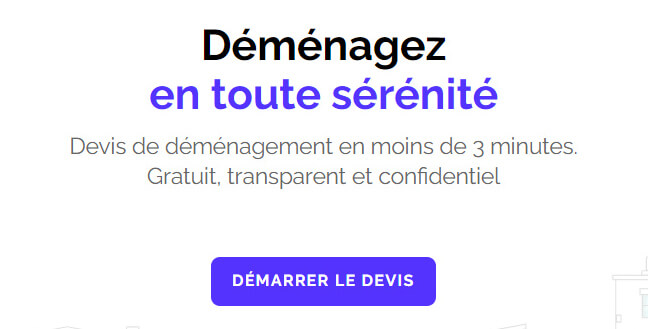 Déménagez
en toute sérénité
Devis de déménagement en moins de 3 minutes.
Gratuit, transparent et confidentiel
DÉMARRER LE DEVIS